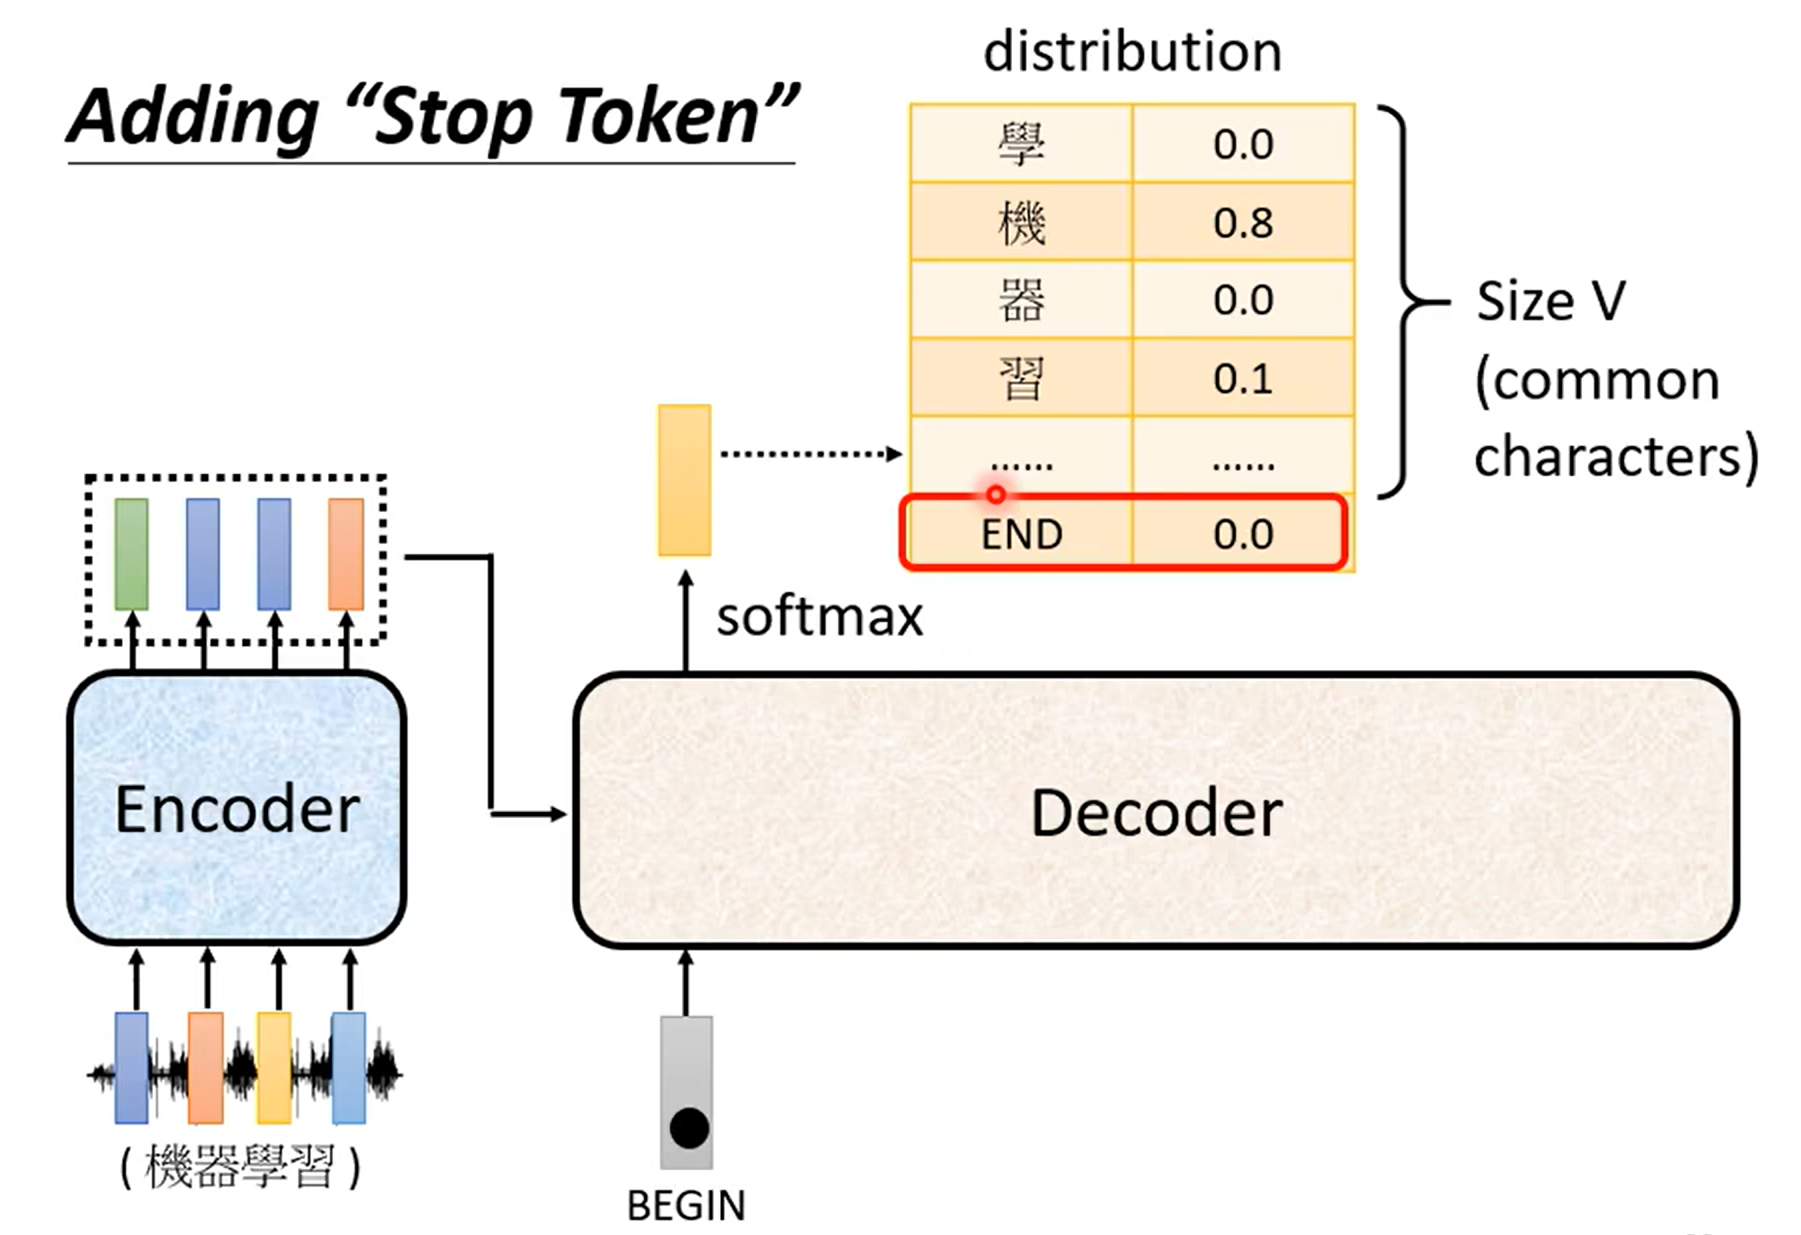 Adding “Stop Token”
distribution
學 0.0
機 0.8
器 0.0
習 0.1
...... ......
END 0.0
Size V
(common
characters)
softmax
Encoder
Decoder
( 機器學習 )
BEGIN